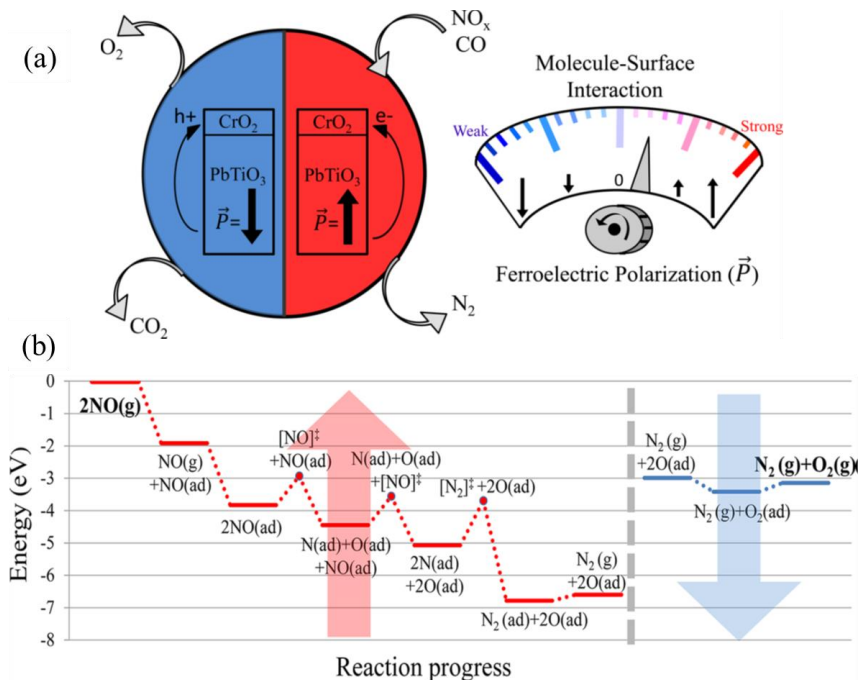 (a)
O₂
NOₓ
CO
h+
CrO₂
PbTiO₃
P⃗=
CrO₂
e-
PbTiO₃
P⃗=
CO₂
N₂
Molecule-Surface
Interaction
Weak
Strong
0
Ferroelectric Polarization (P⃗)
(b)
Energy (eV)
0
-1
-2
-3
-4
-5
-6
-7
-8
2NO(g)
NO(g)
+NO(ad)
2NO(ad)
[NO]‡
+NO(ad)
N(ad)+O(ad)
+NO(ad)
N(ad)+O(ad)
+[NO]‡
2N(ad)
+2O(ad)
[N₂]‡+2O(ad)
N₂(ad)+2O(ad)
N₂(g)
+2O(ad)
N₂(g)
+2O(ad)
N₂(g)+O₂(ad)
N₂(g)+O₂(g)(
Reaction progress